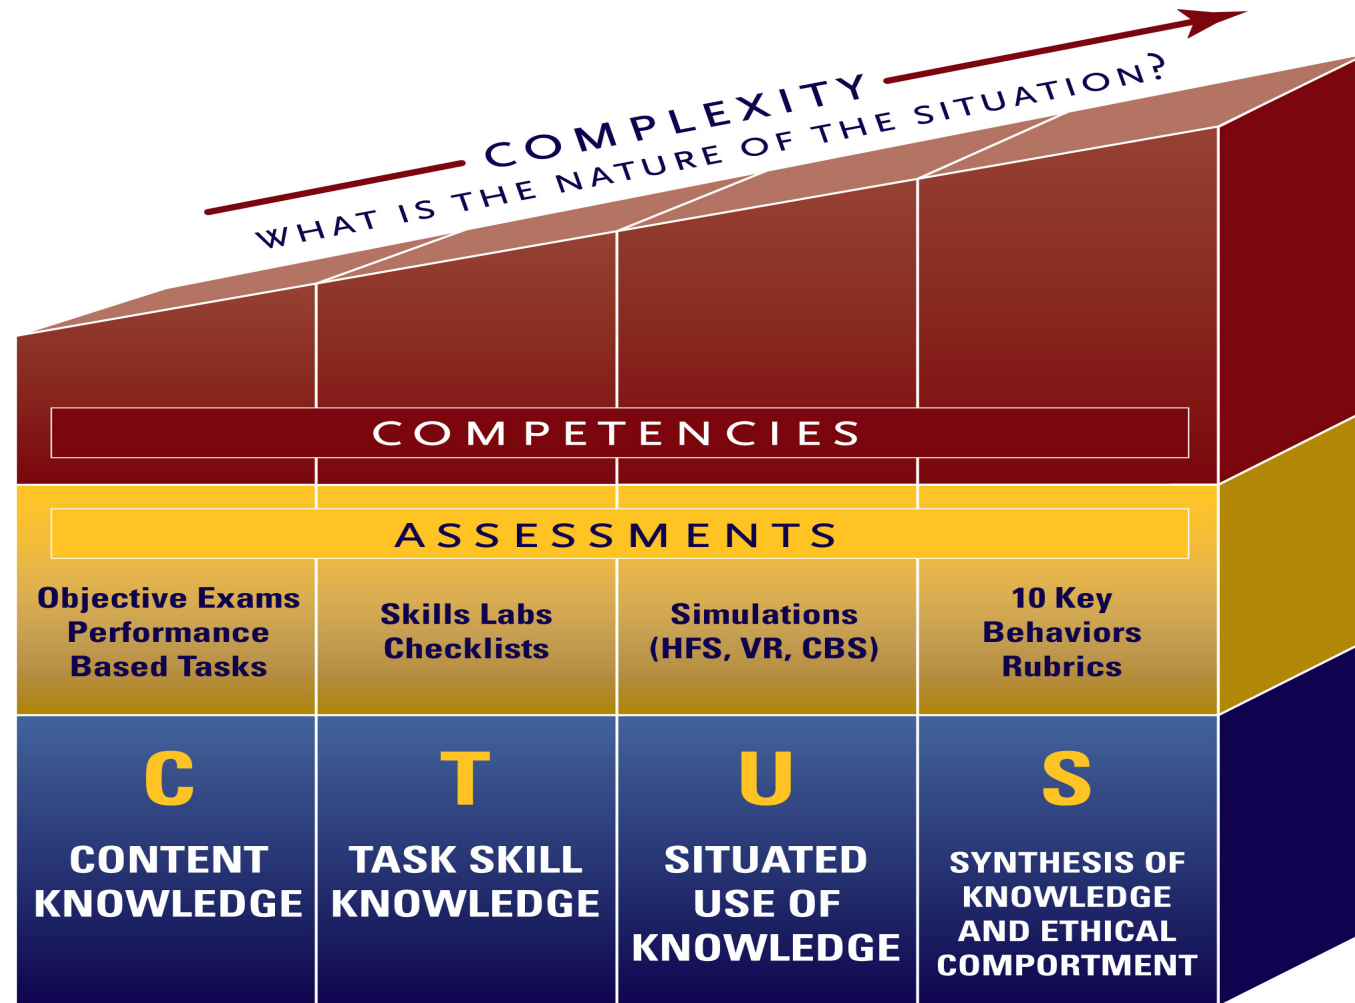 COMPLEXITY
WHAT IS THE NATURE OF THE SITUATION?
COMPETENCIES
ASSESSMENTS
Objective Exams
Performance
Based Tasks
Skills Labs
Checklists
Simulations
(HFS, VR, CBS)
10 Key
Behaviors
Rubrics
C
CONTENT
KNOWLEDGE
T
TASK SKILL
KNOWLEDGE
U
SITUATED
USE OF
KNOWLEDGE
S
SYNTHESIS OF
KNOWLEDGE
AND ETHICAL
COMPORTMENT